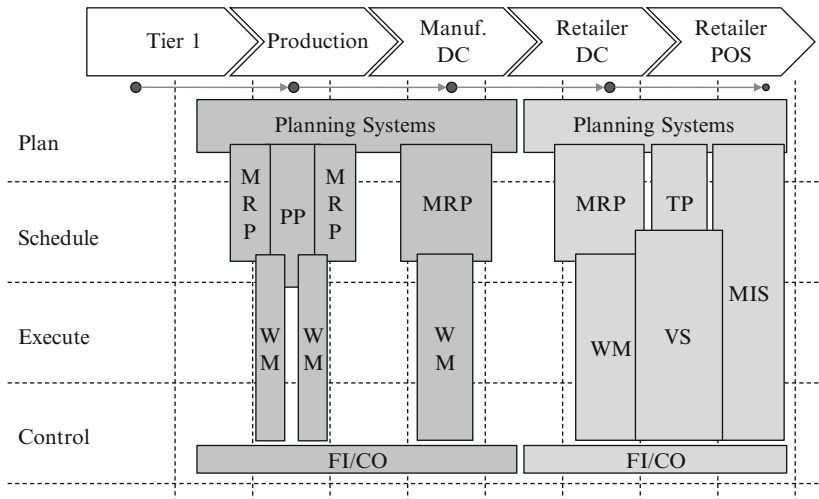 Tier 1
Production
Manuf.
DC
Retailer
DC
Retailer
POS
Plan
Planning Systems
Planning Systems
M
R
P
PP
M
R
P
MRP
MRP
TP
Schedule
MIS
Execute
W
M
W
M
W
M
WM
VS
Control
FI/CO
FI/CO